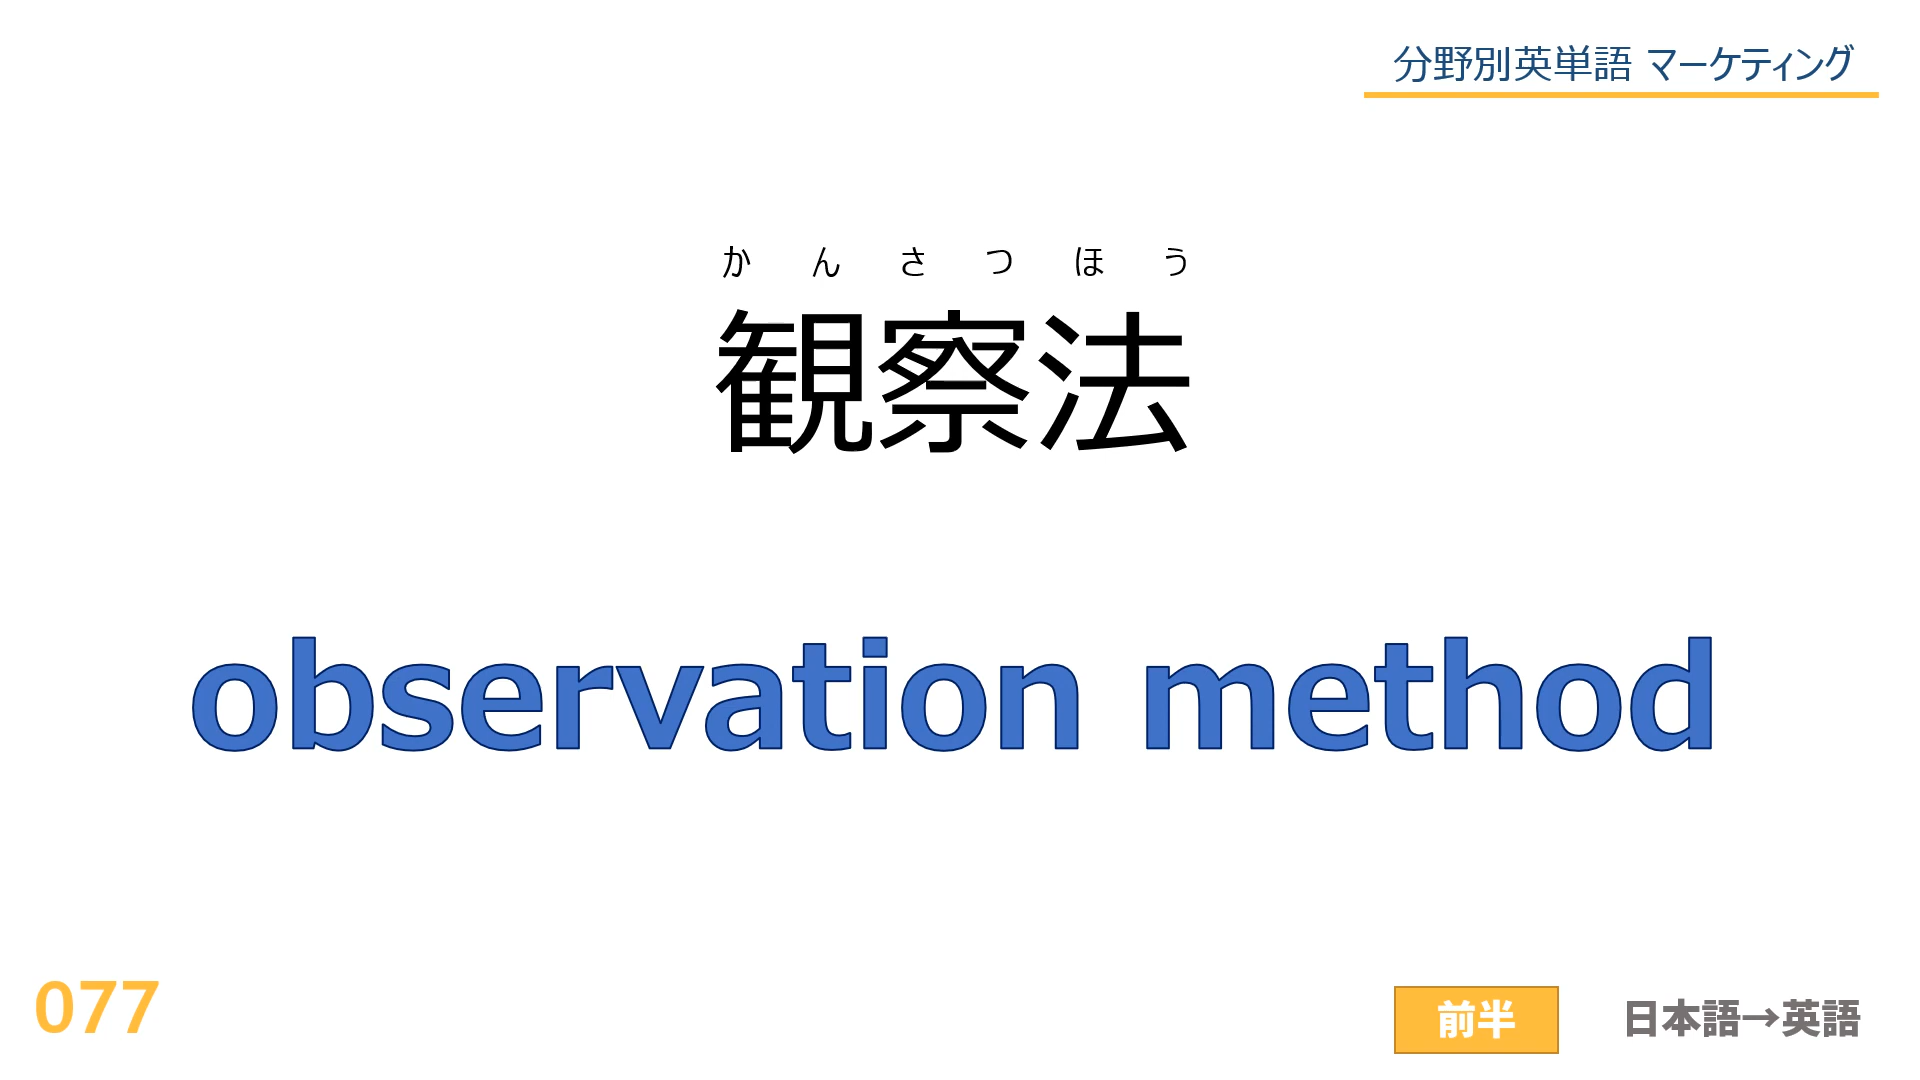 分野別英単語 マーケティング
かんさつほう
観察法
observation method
077
前半
日本語→英語